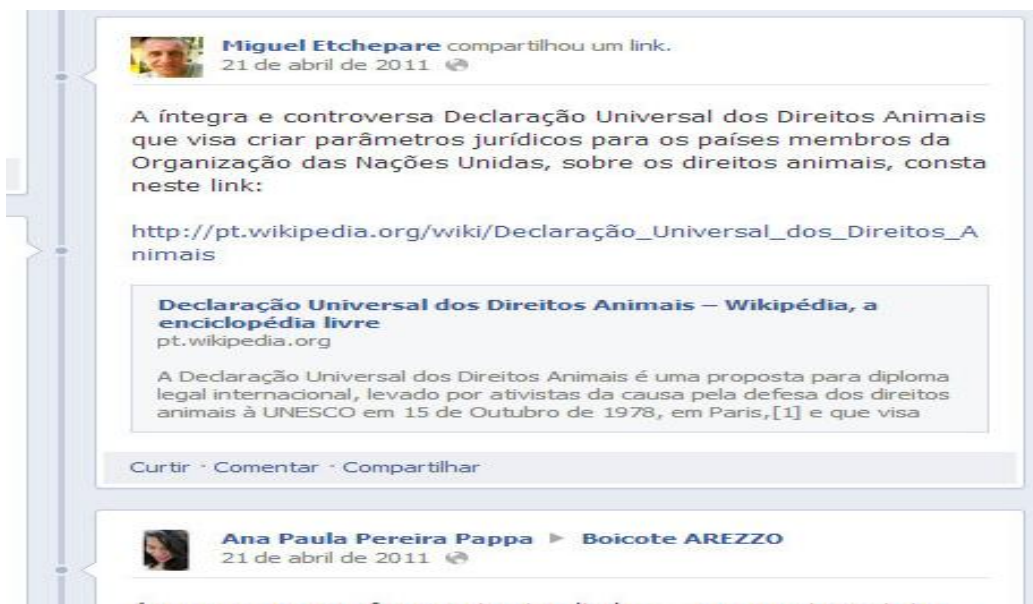 Miguel Etchepare compartilhou um link.
21 de abril de 2011
A íntegra e controversa Declaração Universal dos Direitos Animais
que visa criar parâmetros jurídicos para os países membros da
Organização das Nações Unidas, sobre os direitos animais, consta
neste link:
http://pt.wikipedia.org/wiki/Declaração_Universal_dos_Direitos_A
nimais
Declaração Universal dos Direitos Animais – Wikipédia, a
enciclopédia livre
pt.wikipedia.org
A Declaração Universal dos Direitos Animais é uma proposta para diploma
legal internacional, levado por ativistas da causa pela defesa dos direitos
animais à UNESCO em 15 de Outubro de 1978, em Paris,[1] e que visa
Curtir · Comentar · Compartilhar
Ana Paula Pereira Pappa ▶ Boicote AREZZO
21 de abril de 2011